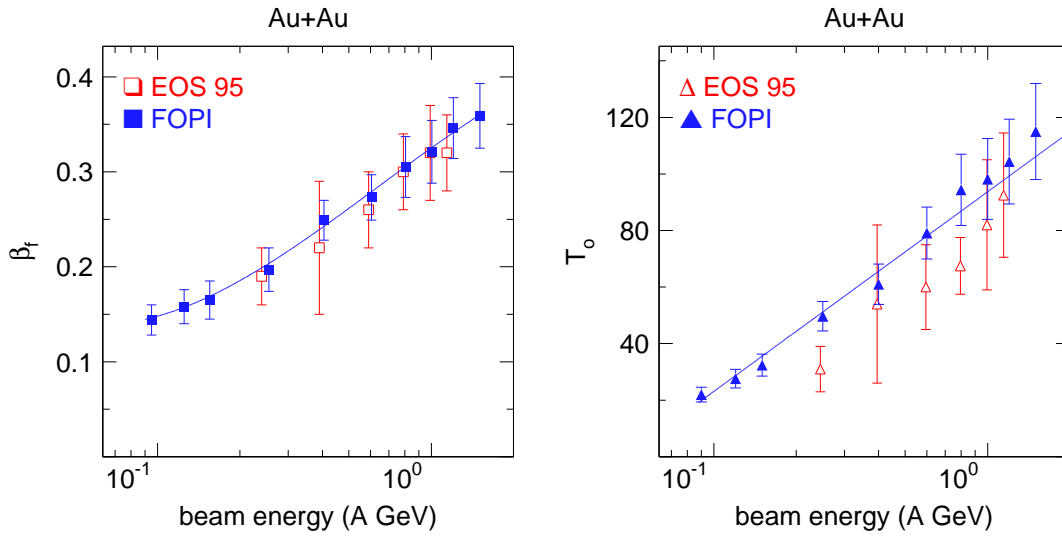 Au+Au
0.4
0.3
0.2
0.1
β_f
EOS 95
FOPI
10^-1
10^0
beam energy (A GeV)
Au+Au
120
80
40
T_o
EOS 95
FOPI
10^-1
10^0
beam energy (A GeV)